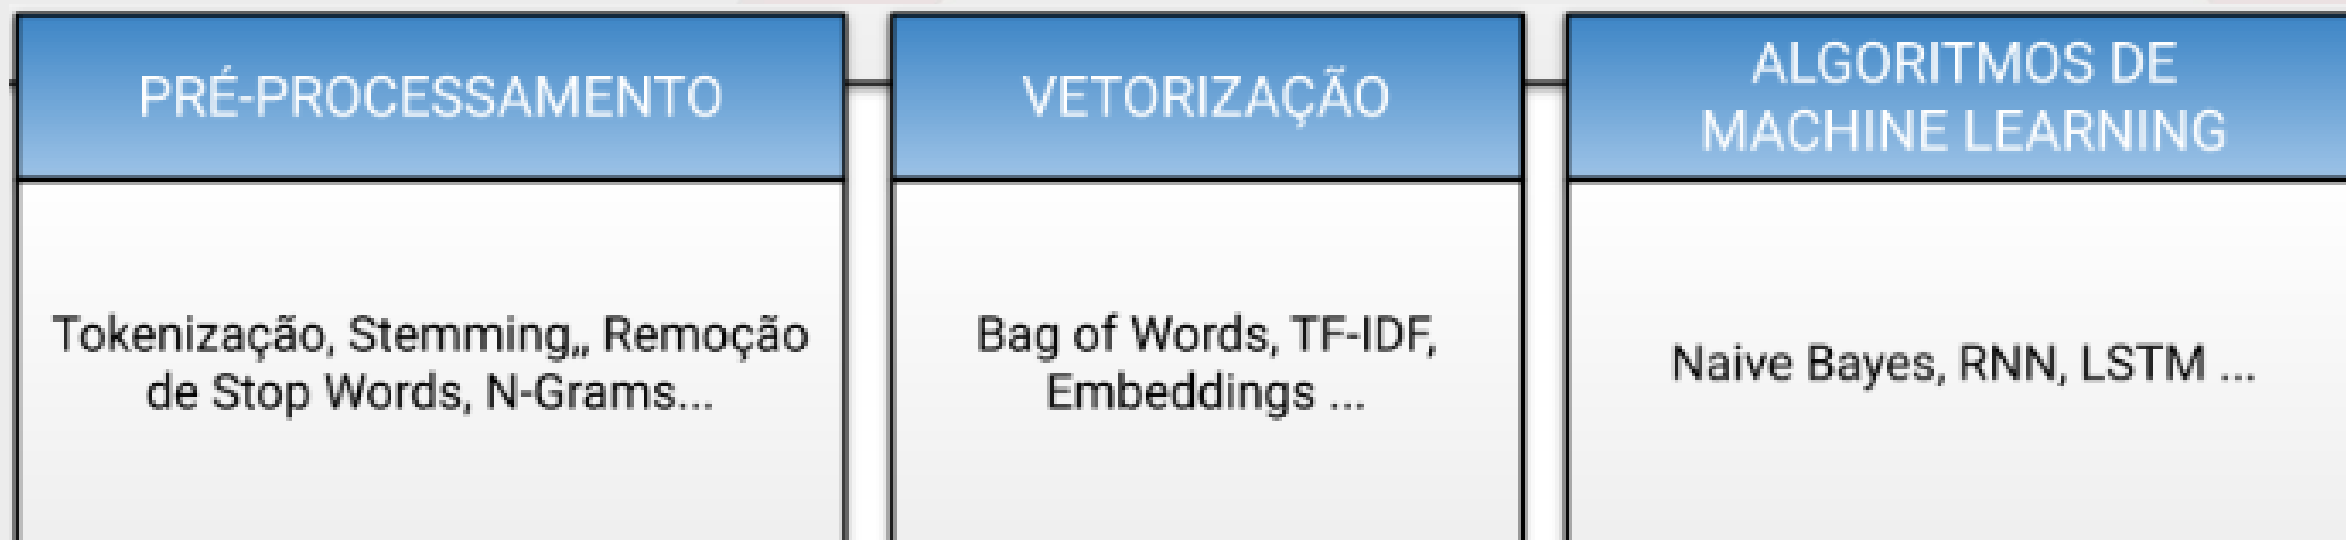 PRÉ-PROCESSAMENTO
Tokenização, Stemming,, Remoção
de Stop Words, N-Grams...
VETORIZAÇÃO
Bag of Words, TF-IDF,
Embeddings ...
ALGORITMOS DE
MACHINE LEARNING
Naive Bayes, RNN, LSTM ...